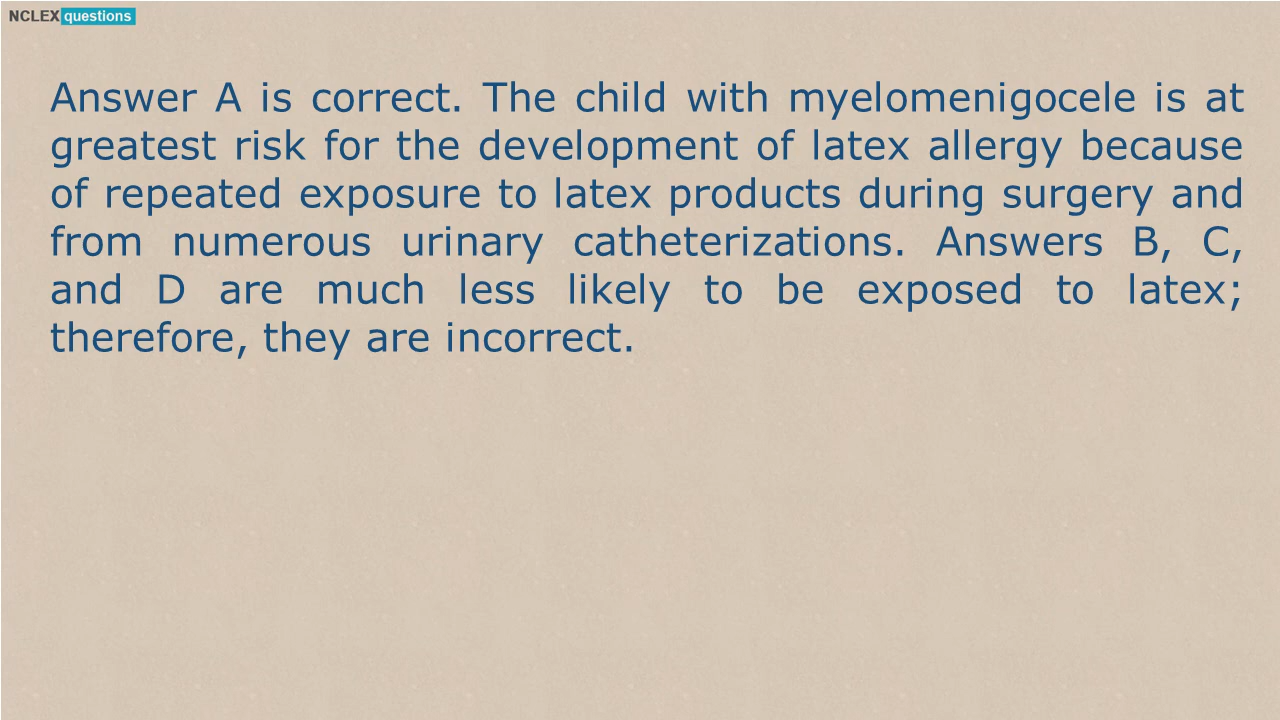 NCLEX questions
Answer A is correct. The child with myelomenigocele is at
greatest risk for the development of latex allergy because
of repeated exposure to latex products during surgery and
from numerous urinary catheterizations. Answers B, C,
and D are much less likely to be exposed to latex;
therefore, they are incorrect.